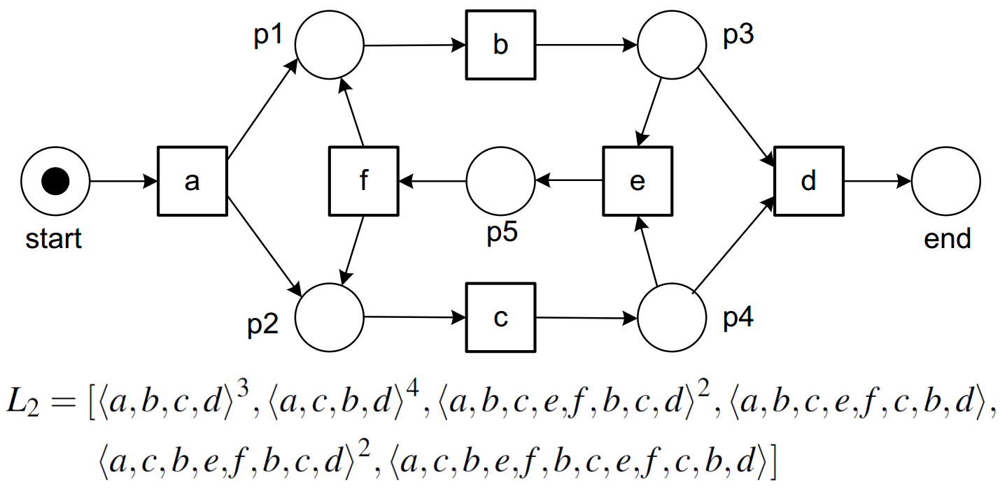 p1 b p3
a f e d
start p5 end
p2 c p4
L₂ = [⟨a,b,c,d⟩³, ⟨a,c,b,d⟩⁴, ⟨a,b,c,e,f,b,c,d⟩², ⟨a,b,c,e,f,c,b,d⟩,
⟨a,c,b,e,f,b,c,d⟩², ⟨a,c,b,e,f,b,c,e,f,c,b,d⟩]